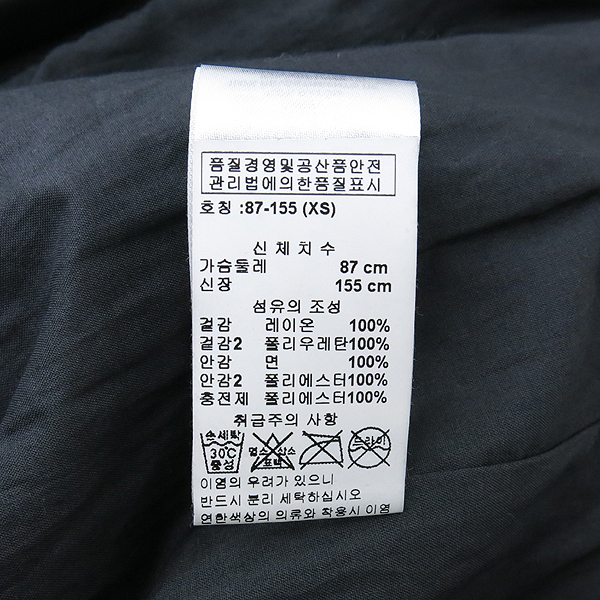 품질경영및공산품안전
관리법에의한품질표시
호칭 :87-155 (XS)
신 체 치 수
가슴둘레 87 cm
신장 155 cm
섬유의 조성
겉감 레이온 100%
겉감2 폴리우레탄100%
안감 면 100%
안감2 폴리에스터100%
충전제 폴리에스터100%
취급주의 사항
손세탁 염소 산소 드라이
30℃ 표백
중성
이염의 우려가 있으니
반드시 분리 세탁하십시오
연한색상의 의류와 착용시 이염